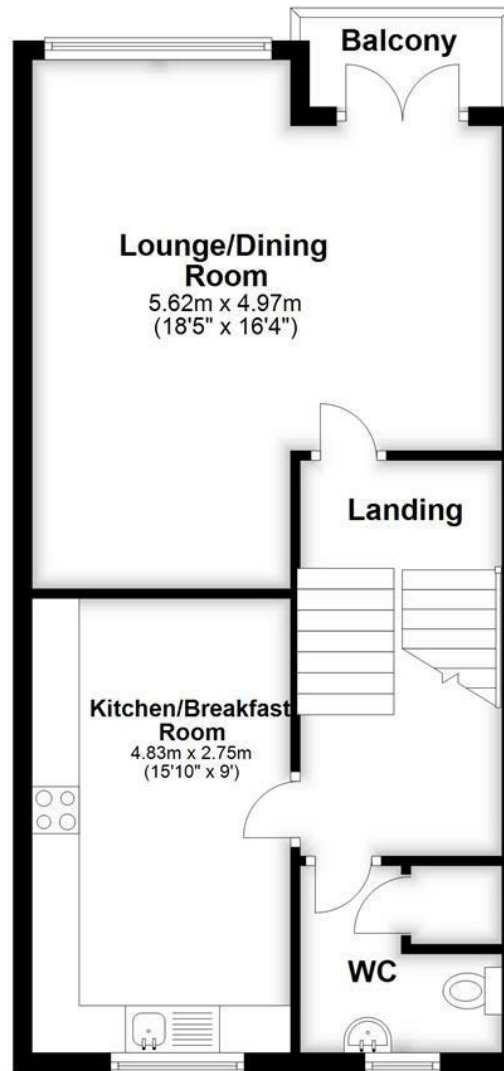 Balcony
Lounge/Dining
Room
5.62m x 4.97m
(18'5" x 16'4")
Landing
Kitchen/Breakfast
Room
4.83m x 2.75m
(15'10" x 9')
WC